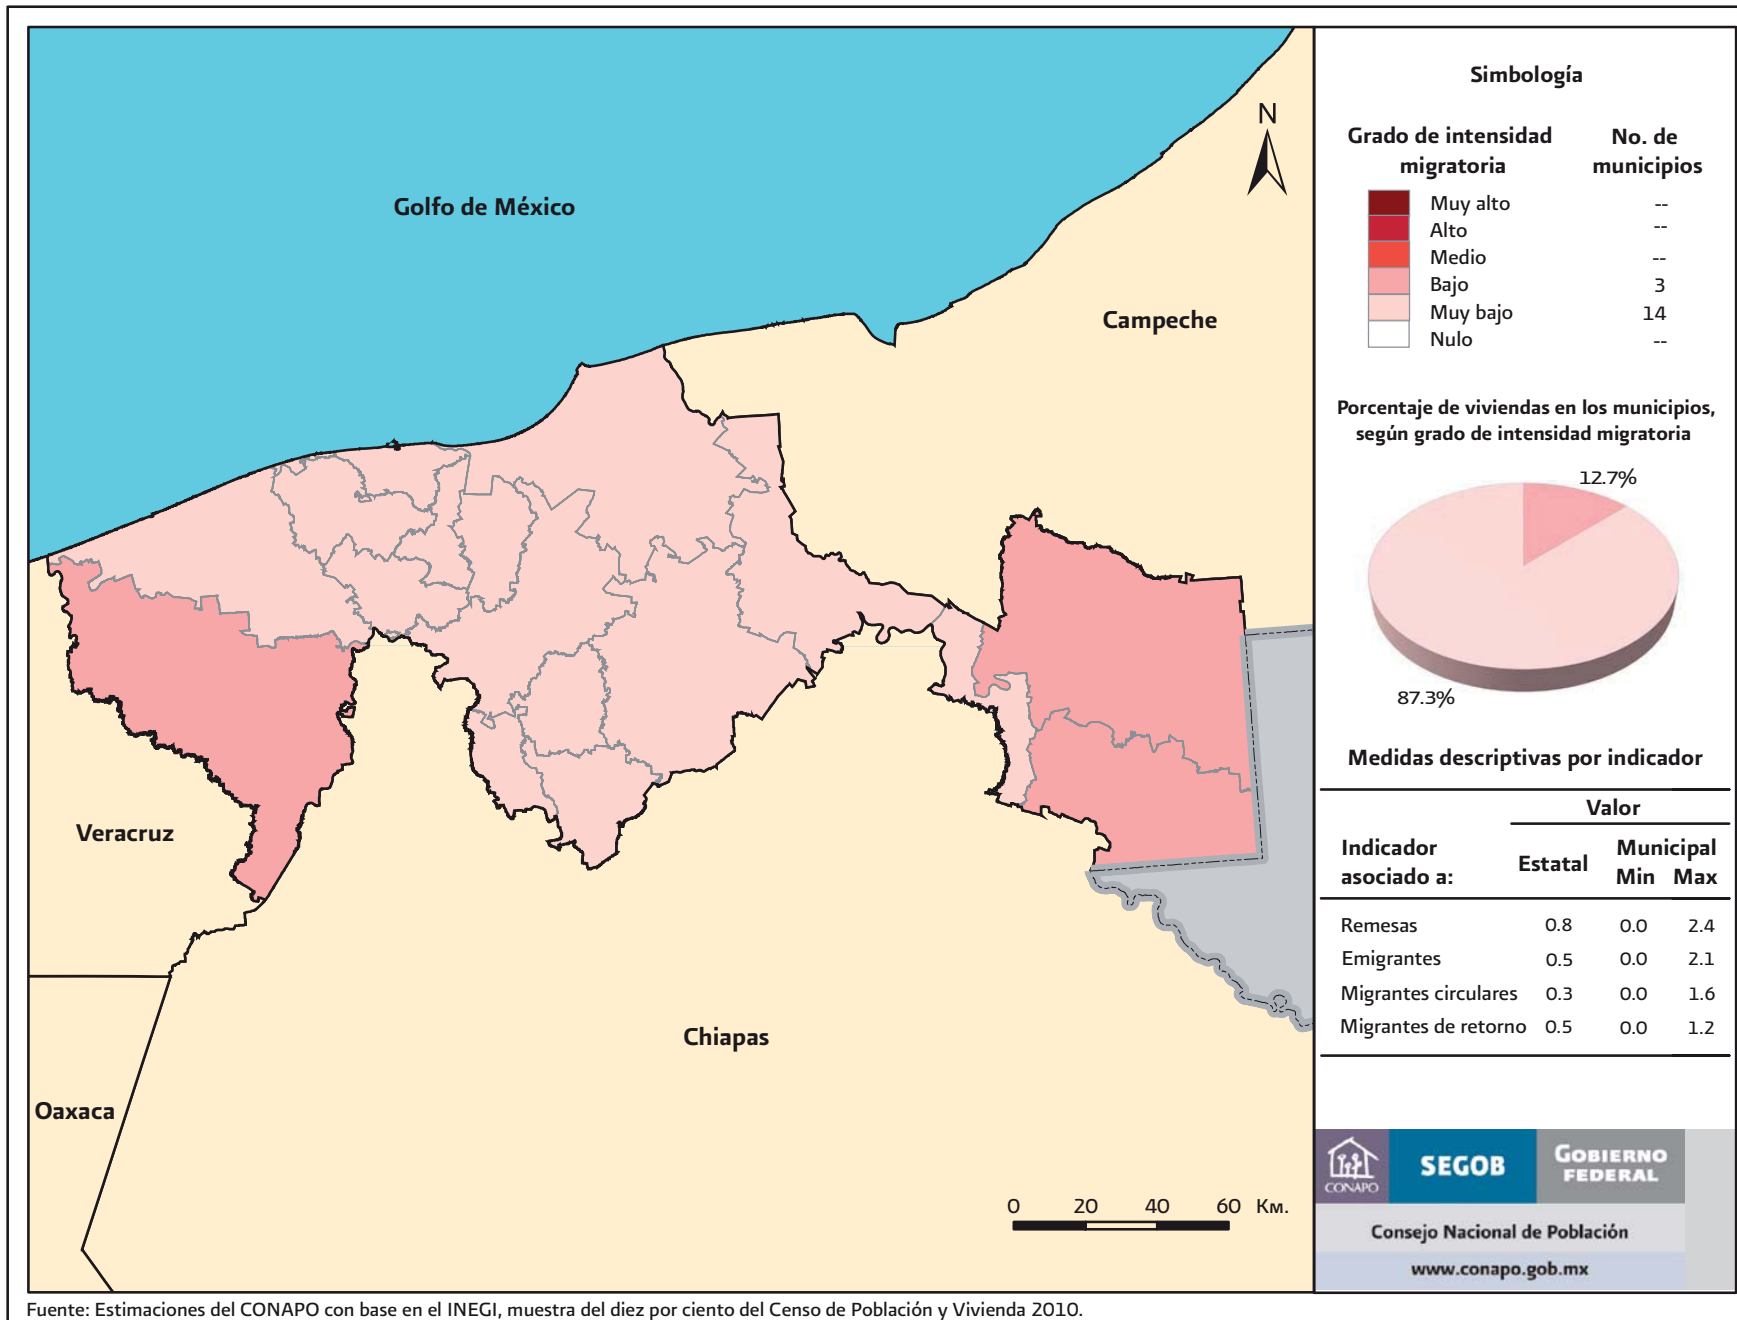 Golfo de México
N
Campeche
Veracruz
Chiapas
Oaxaca
0 20 40 60 Km.
Simbología
Grado de intensidad migratoria
No. de municipios
Muy alto --
Alto --
Medio --
Bajo 3
Muy bajo 14
Nulo --
Porcentaje de viviendas en los municipios,
según grado de intensidad migratoria
12.7%
87.3%
Medidas descriptivas por indicador
Valor
Indicador asociado a:
Estatal
Municipal
Min Max
Remesas 0.8 0.0 2.4
Emigrantes 0.5 0.0 2.1
Migrantes circulares 0.3 0.0 1.6
Migrantes de retorno 0.5 0.0 1.2
CONAPO
SEGOB
GOBIERNO
FEDERAL
Consejo Nacional de Población
www.conapo.gob.mx
Fuente: Estimaciones del CONAPO con base en el INEGI, muestra del diez por ciento del Censo de Población y Vivienda 2010.